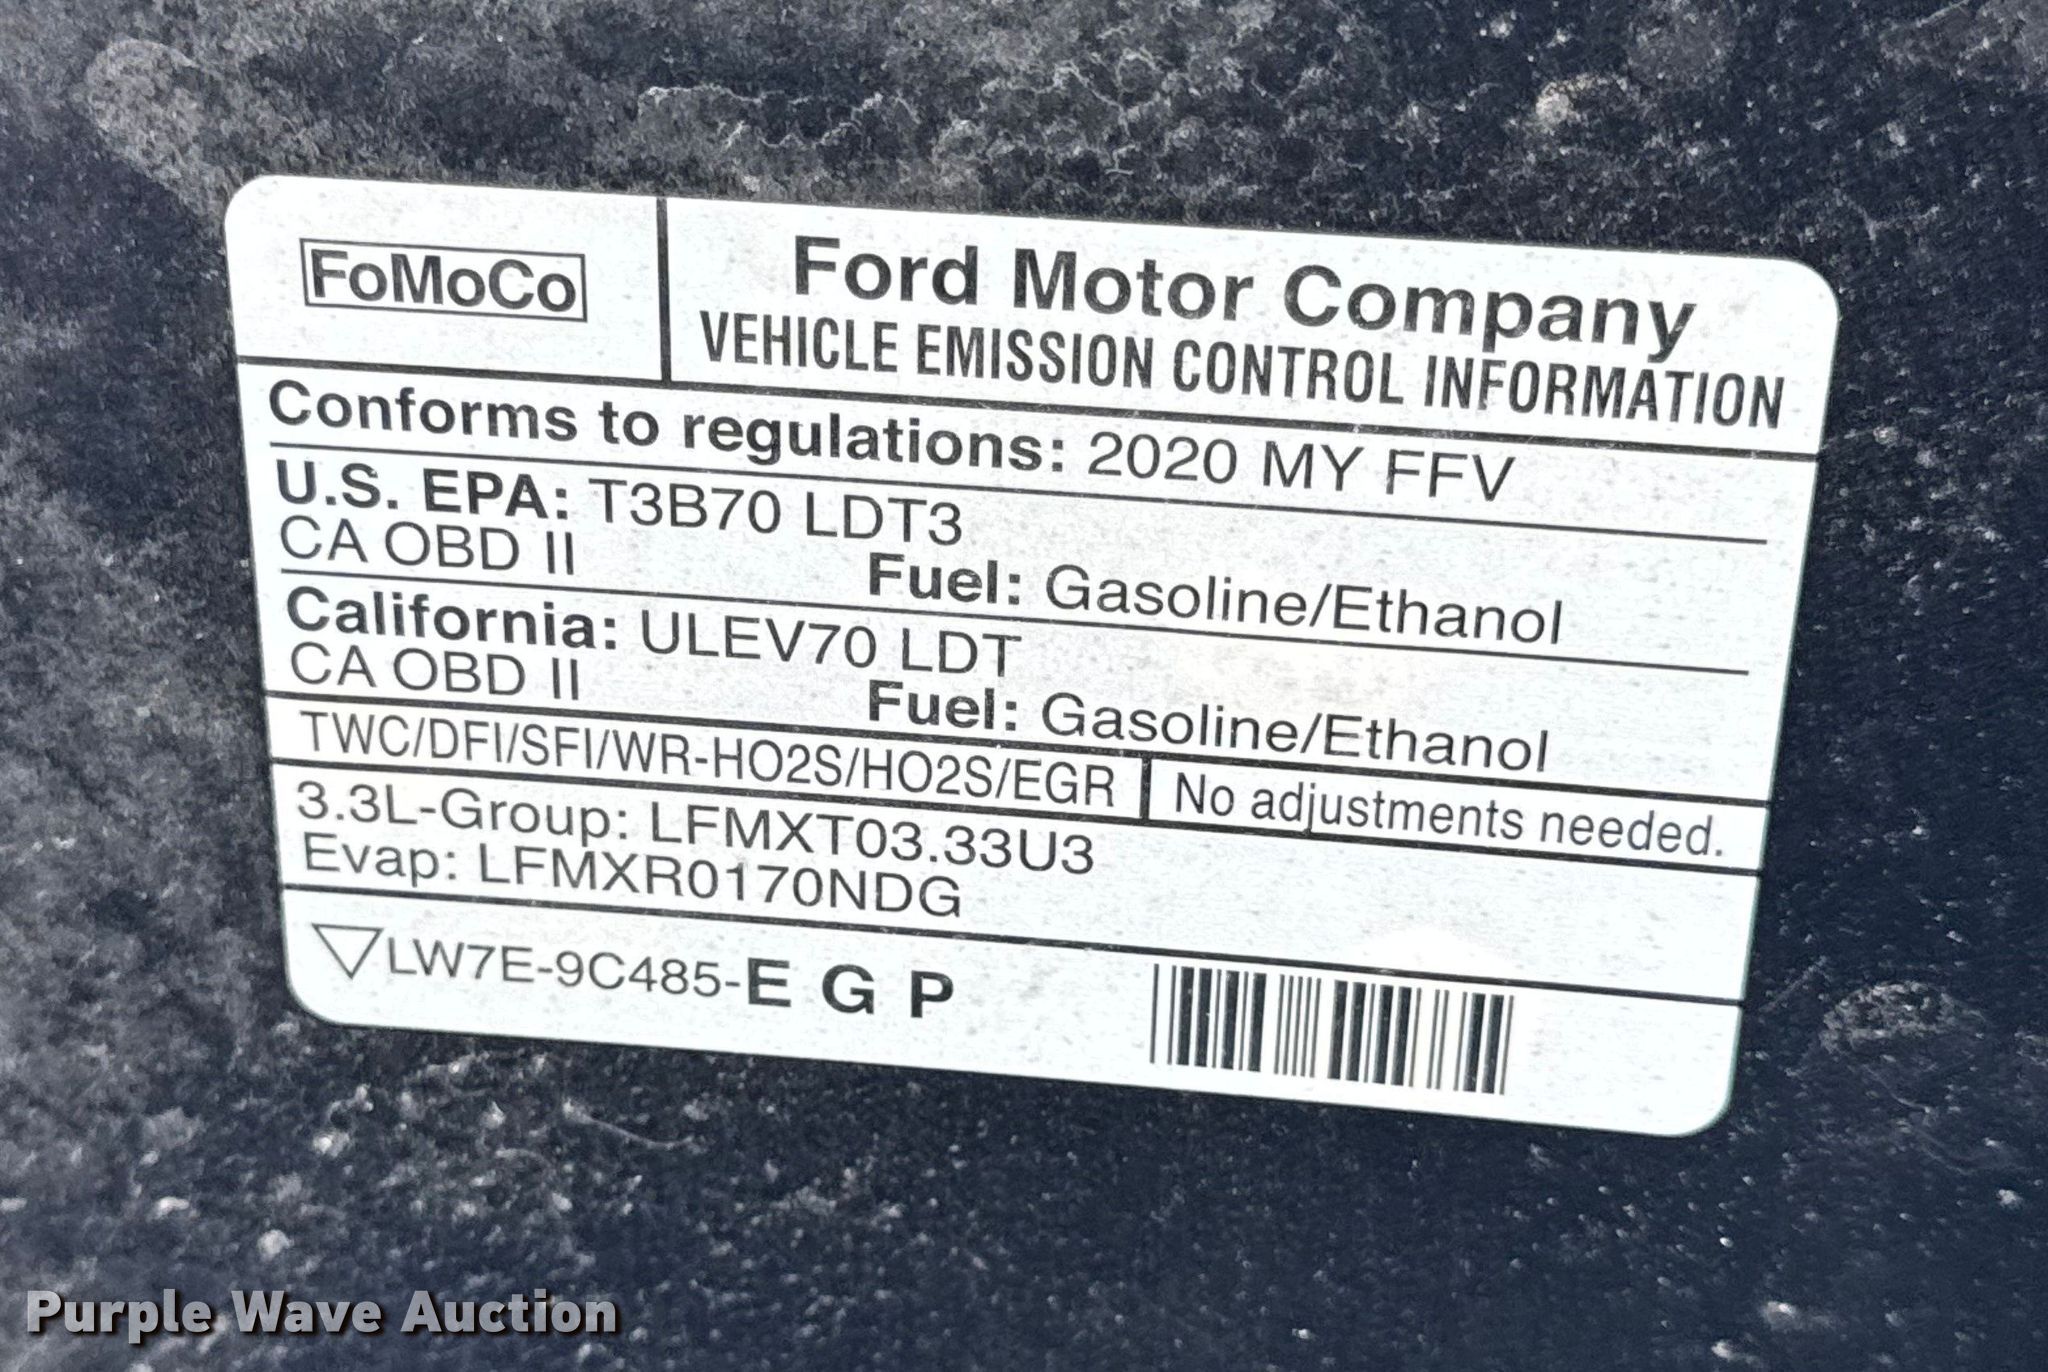 FoMoCo
Ford Motor Company
VEHICLE EMISSION CONTROL INFORMATION
Conforms to regulations: 2020 MY FFV
U.S. EPA: T3B70 LDT3
CA OBD II Fuel: Gasoline/Ethanol
California: ULEV70 LDT
CA OBD II Fuel: Gasoline/Ethanol
TWC/DFI/SFI/WR-HO2S/HO2S/EGR No adjustments needed.
3.3L-Group: LFMXT03.33U3
Evap: LFMXR0170NDG
LW7E-9C485-E G P
Purple Wave Auction